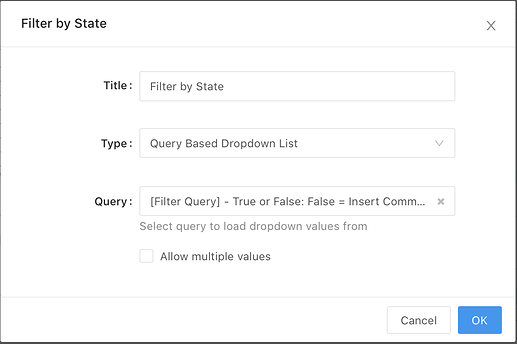 Filter by State
Title: Filter by State
Type: Query Based Dropdown List
Query: [Filter Query] - True or False: False = Insert Comm...
Select query to load dropdown values from
Allow multiple values
Cancel OK